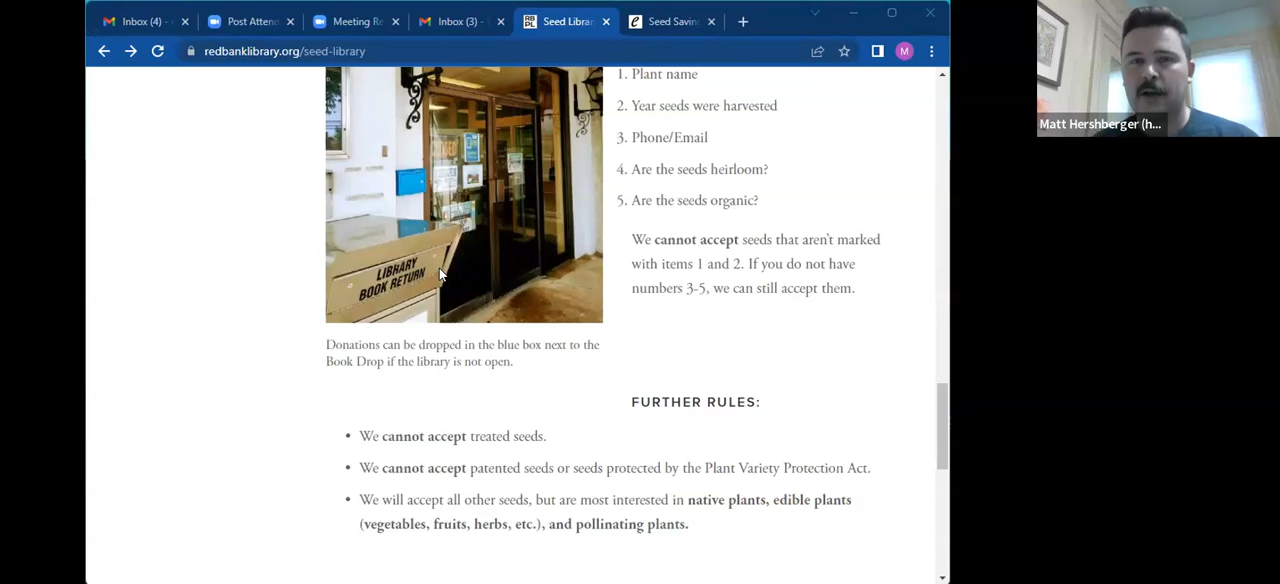 Inbox (4) -
Post Attend
Meeting Re
Inbox (3) -
Seed Librar
Seed Savin
redbanklibrary.org/seed-library
M
Matt Hershberger (h...
1. Plant name
2. Year seeds were harvested
3. Phone/Email
4. Are the seeds heirloom?
5. Are the seeds organic?
We cannot accept seeds that aren't marked
with items 1 and 2. If you do not have
numbers 3-5, we can still accept them.
LIBRARY
BOOK RETURN
Donations can be dropped in the blue box next to the
Book Drop if the library is not open.
FURTHER RULES:
• We cannot accept treated seeds.
• We cannot accept patented seeds or seeds protected by the Plant Variety Protection Act.
• We will accept all other seeds, but are most interested in native plants, edible plants
(vegetables, fruits, herbs, etc.), and pollinating plants.